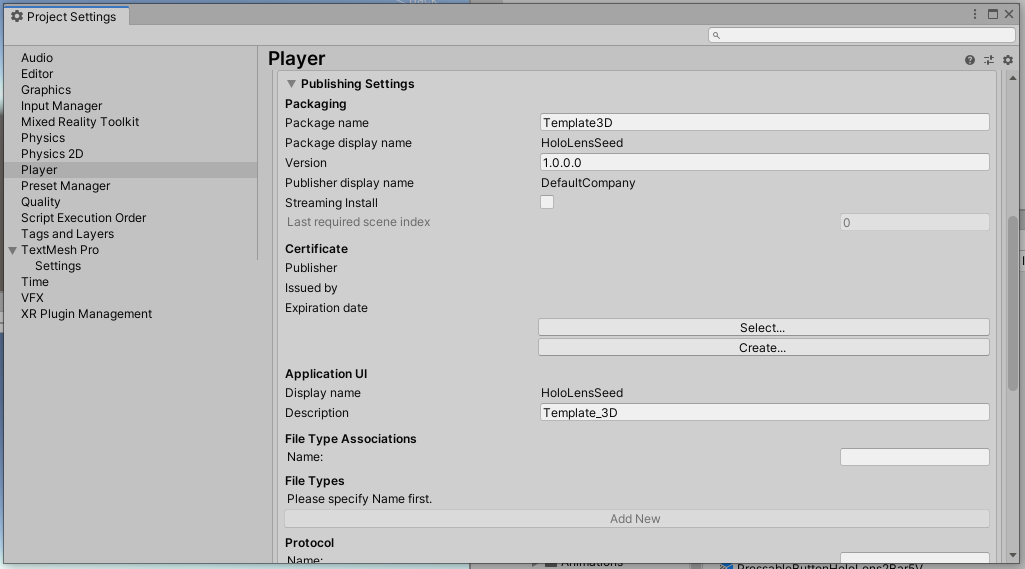 Project Settings
Player
Audio
Editor
Graphics
Input Manager
Mixed Reality Toolkit
Physics
Physics 2D
Player
Preset Manager
Quality
Script Execution Order
Tags and Layers
TextMesh Pro
Settings
Time
VFX
XR Plugin Management
Publishing Settings
Packaging
Package name Template3D
Package display name HoloLensSeed
Version 1.0.0.0
Publisher display name DefaultCompany
Streaming Install
Last required scene index 0
Certificate
Publisher
Issued by
Expiration date
Select...
Create...
Application UI
Display name HoloLensSeed
Description Template_3D
File Type Associations
Name:
File Types
Please specify Name first.
Add New
Protocol
Name:
Animations
PressableButtonHoloLens2Bar5V